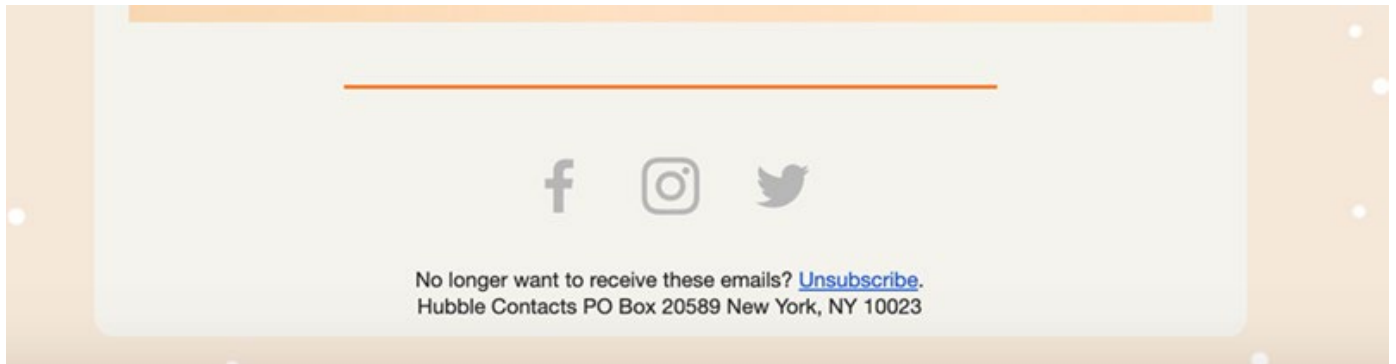 No longer want to receive these emails? Unsubscribe.
Hubble Contacts PO Box 20589 New York, NY 10023